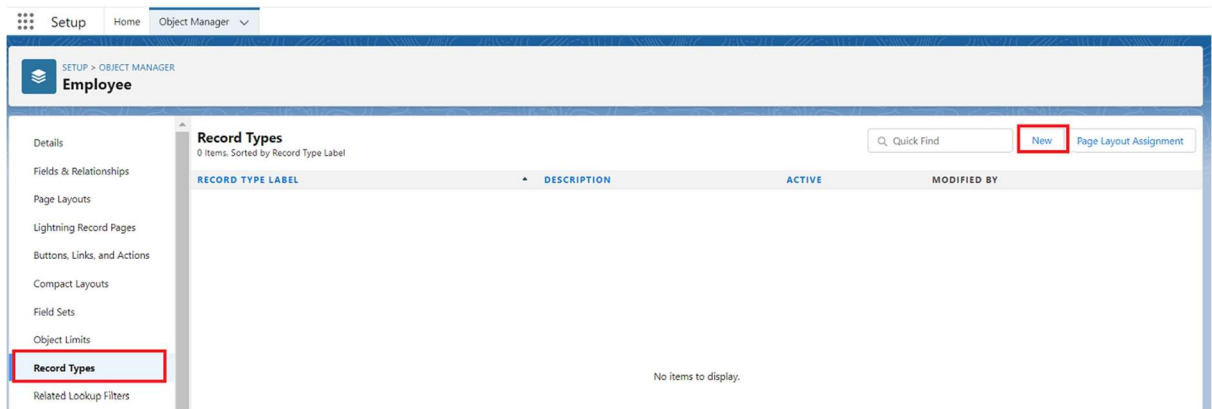 Setup Home Object Manager
SETUP > OBJECT MANAGER
Employee
Details
Fields & Relationships
Page Layouts
Lightning Record Pages
Buttons, Links, and Actions
Compact Layouts
Field Sets
Object Limits
Record Types
Related Lookup Filters
Record Types
0 Items. Sorted by Record Type Label
Quick Find New Page Layout Assignment
RECORD TYPE LABEL DESCRIPTION ACTIVE MODIFIED BY
No items to display.